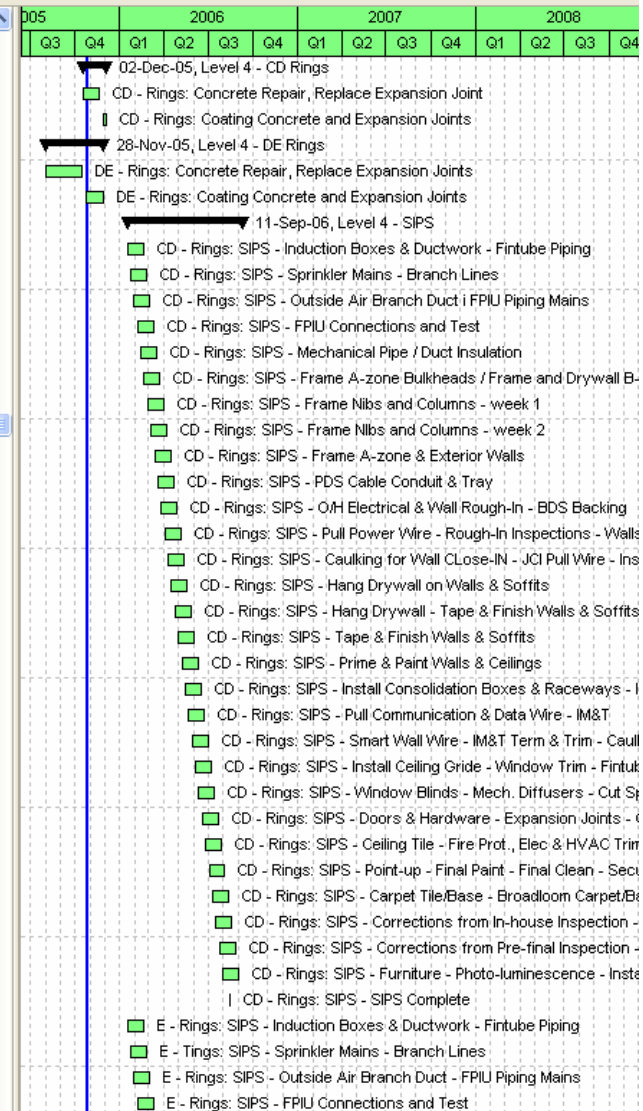 005 2006 2007 2008
Q3 Q4 Q1 Q2 Q3 Q4 Q1 Q2 Q3 Q4 Q1 Q2 Q3 Q4
02-Dec-05, Level 4 - CD Rings
CD - Rings: Concrete Repair, Replace Expansion Joint
CD - Rings: Coating Concrete and Expansion Joints
28-Nov-05, Level 4 - DE Rings
DE - Rings: Concrete Repair, Replace Expansion Joints
DE - Rings: Coating Concrete and Expansion Joints
11-Sep-06, Level 4 - SIPS
CD - Rings: SIPS - Induction Boxes & Ductwork - Fintube Piping
CD - Rings: SIPS - Sprinkler Mains - Branch Lines
CD - Rings: SIPS - Outside Air Branch Duct i FPIU Piping Mains
CD - Rings: SIPS - FPIU Connections and Test
CD - Rings: SIPS - Mechanical Pipe / Duct Insulation
CD - Rings: SIPS - Frame A-zone Bulkheads / Frame and Drywall B-
CD - Rings: SIPS - Frame Nibs and Columns - week 1
CD - Rings: SIPS - Frame NIbs and Columns - week 2
CD - Rings: SIPS - Frame A-zone & Exterior Walls
CD - Rings: SIPS - PDS Cable Conduit & Tray
CD - Rings: SIPS - O/H Electrical & Wall Rough-In - BDS Backing
CD - Rings: SIPS - Pull Power Wire - Rough-In Inspections - Walls
CD - Rings: SIPS - Caulking for Wall CLose-IN - JCI Pull Wire - Ins
CD - Rings: SIPS - Hang Drywall on Walls & Soffits
CD - Rings: SIPS - Hang Drywall - Tape & Finish Walls & Soffits
CD - Rings: SIPS - Tape & Finish Walls & Soffits
CD - Rings: SIPS - Prime & Paint Walls & Ceilings
CD - Rings: SIPS - Install Consolidation Boxes & Raceways -
CD - Rings: SIPS - Pull Communication & Data Wire - IM&T
CD - Rings: SIPS - Smart Wall Wire - IM&T Term & Trim - Caul
CD - Rings: SIPS - Install Ceiling Gride - Window Trim - Fintub
CD - Rings: SIPS - Window Blinds - Mech. Diffusers - Cut Sp
CD - Rings: SIPS - Doors & Hardware - Expansion Joints -
CD - Rings: SIPS - Ceiling Tile - Fire Prot., Elec & HVAC Trim
CD - Rings: SIPS - Point-up - Final Paint - Final Clean - Secu
CD - Rings: SIPS - Carpet Tile/Base - Broadloom Carpet/Ba
CD - Rings: SIPS - Corrections from In-house Inspection -
CD - Rings: SIPS - Corrections from Pre-final Inspection -
CD - Rings: SIPS - Furniture - Photo-luminescence - Insta
CD - Rings: SIPS - SIPS Complete
E - Rings: SIPS - Induction Boxes & Ductwork - Fintube Piping
E - Tings: SIPS - Sprinkler Mains - Branch Lines
E - Rings: SIPS - Outside Air Branch Duct - FPIU Piping Mains
E - Rings: SIPS - FPIU Connections and Test